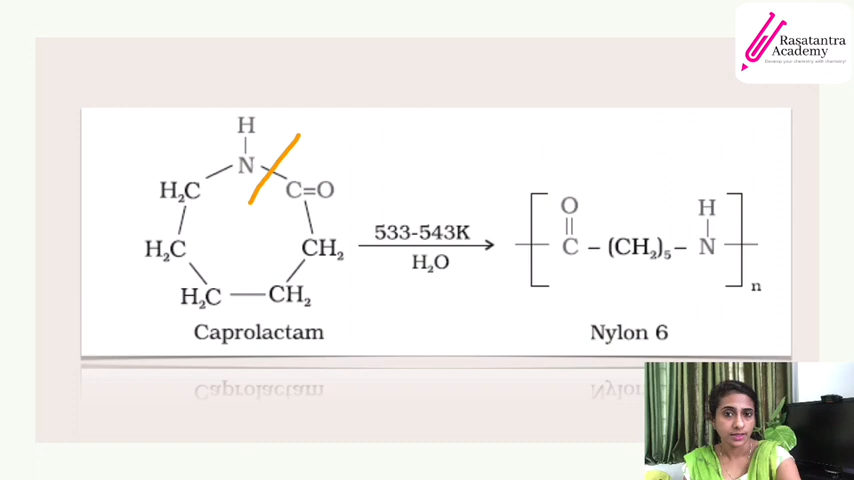 Rasatantra
Academy
Develop your chemistry with chemistry!
H
N
H₂C
C=O
H₂C
CH₂
H₂C
CH₂
Caprolactam
533-543K
H₂O
O
C – (CH₂)₅ – N
H
n
Nylon 6